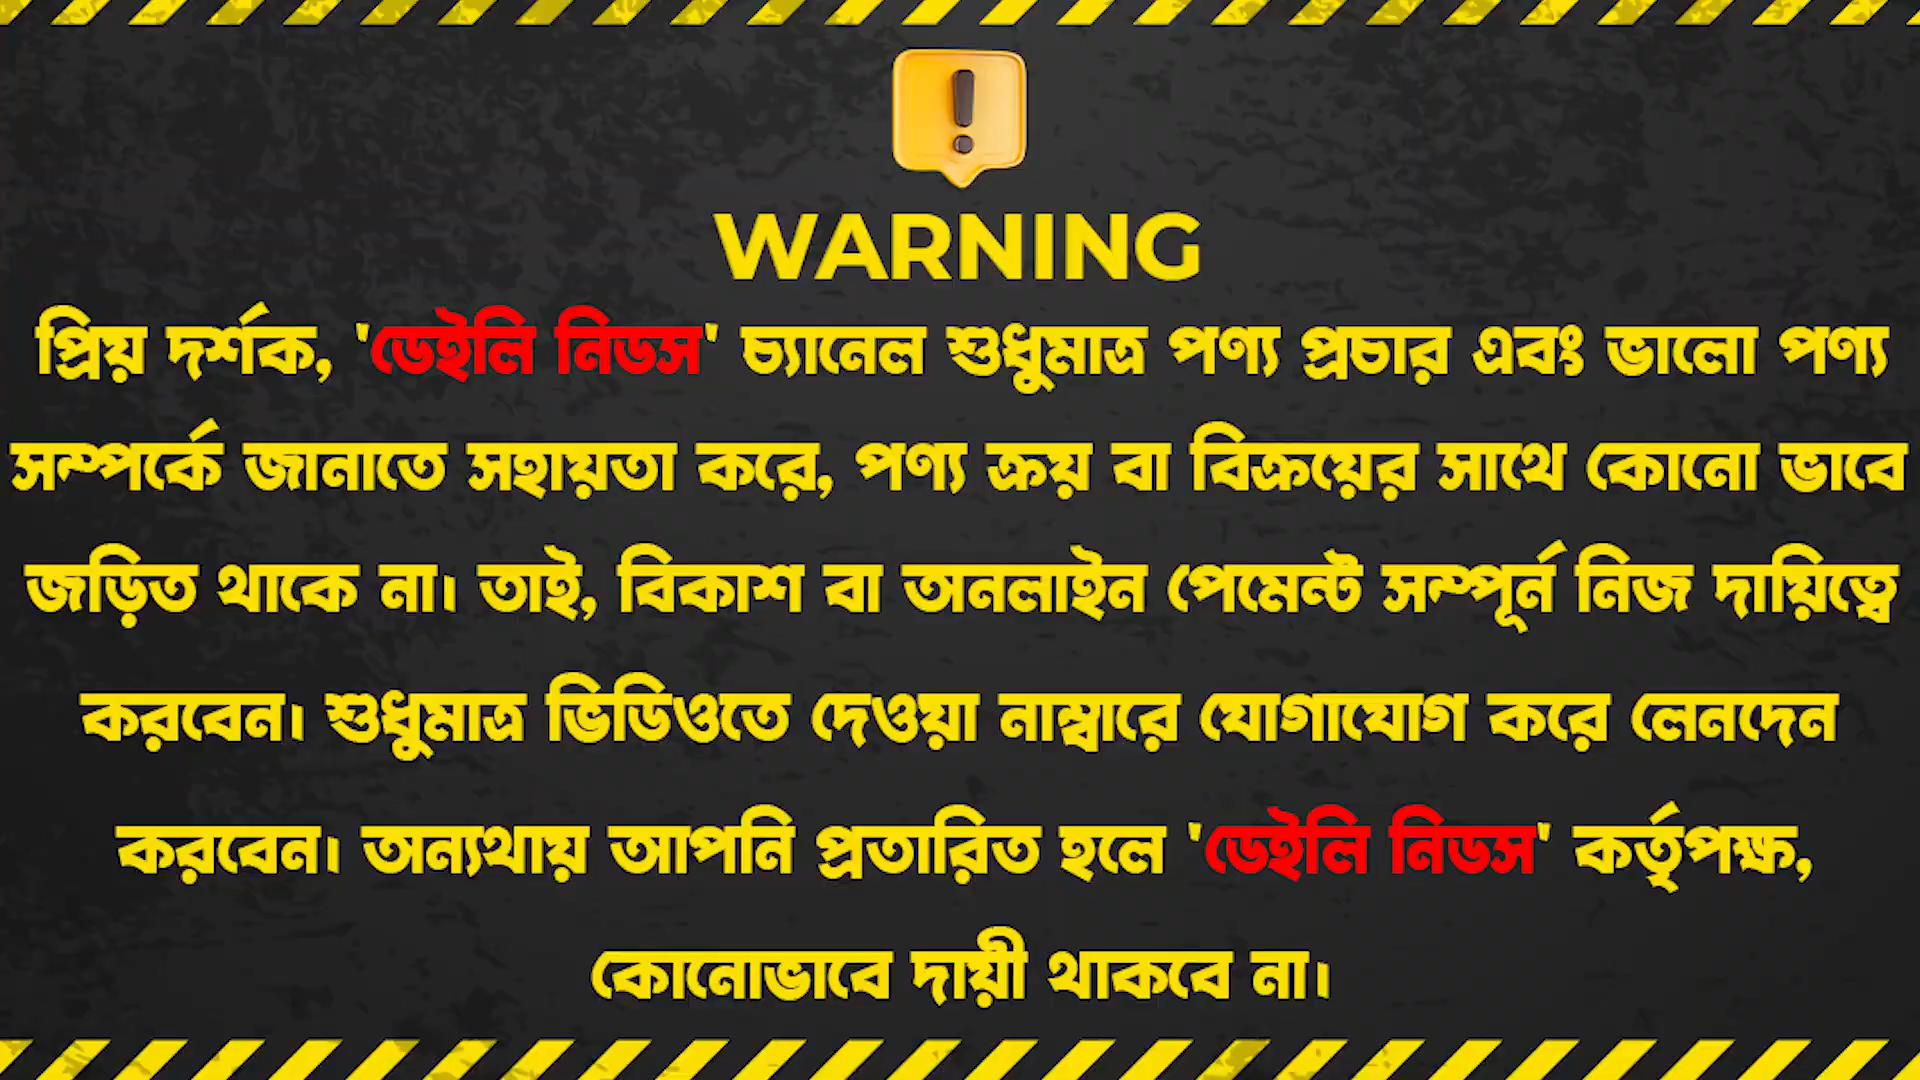 WARNING
প্রিয় দর্শক, 'ডেইলি নিডস' চ্যানেল শুধুমাত্র পণ্য প্রচার এবং ভালো পণ্য
সম্পর্কে জানাতে সহায়তা করে, পণ্য ক্রয় বা বিক্রয়ের সাথে কোনো ভাবে
জড়িত থাকে না। তাই, বিকাশ বা অনলাইন পেমেন্ট সম্পূর্ন নিজ দায়িত্বে
করবেন। শুধুমাত্র ভিডিওতে দেওয়া নাম্বারে যোগাযোগ করে লেনদেন
করবেন। অন্যথায় আপনি প্রতারিত হলে 'ডেইলি নিডস' কর্তৃপক্ষ,
কোনোভাবে দায়ী থাকবে না।